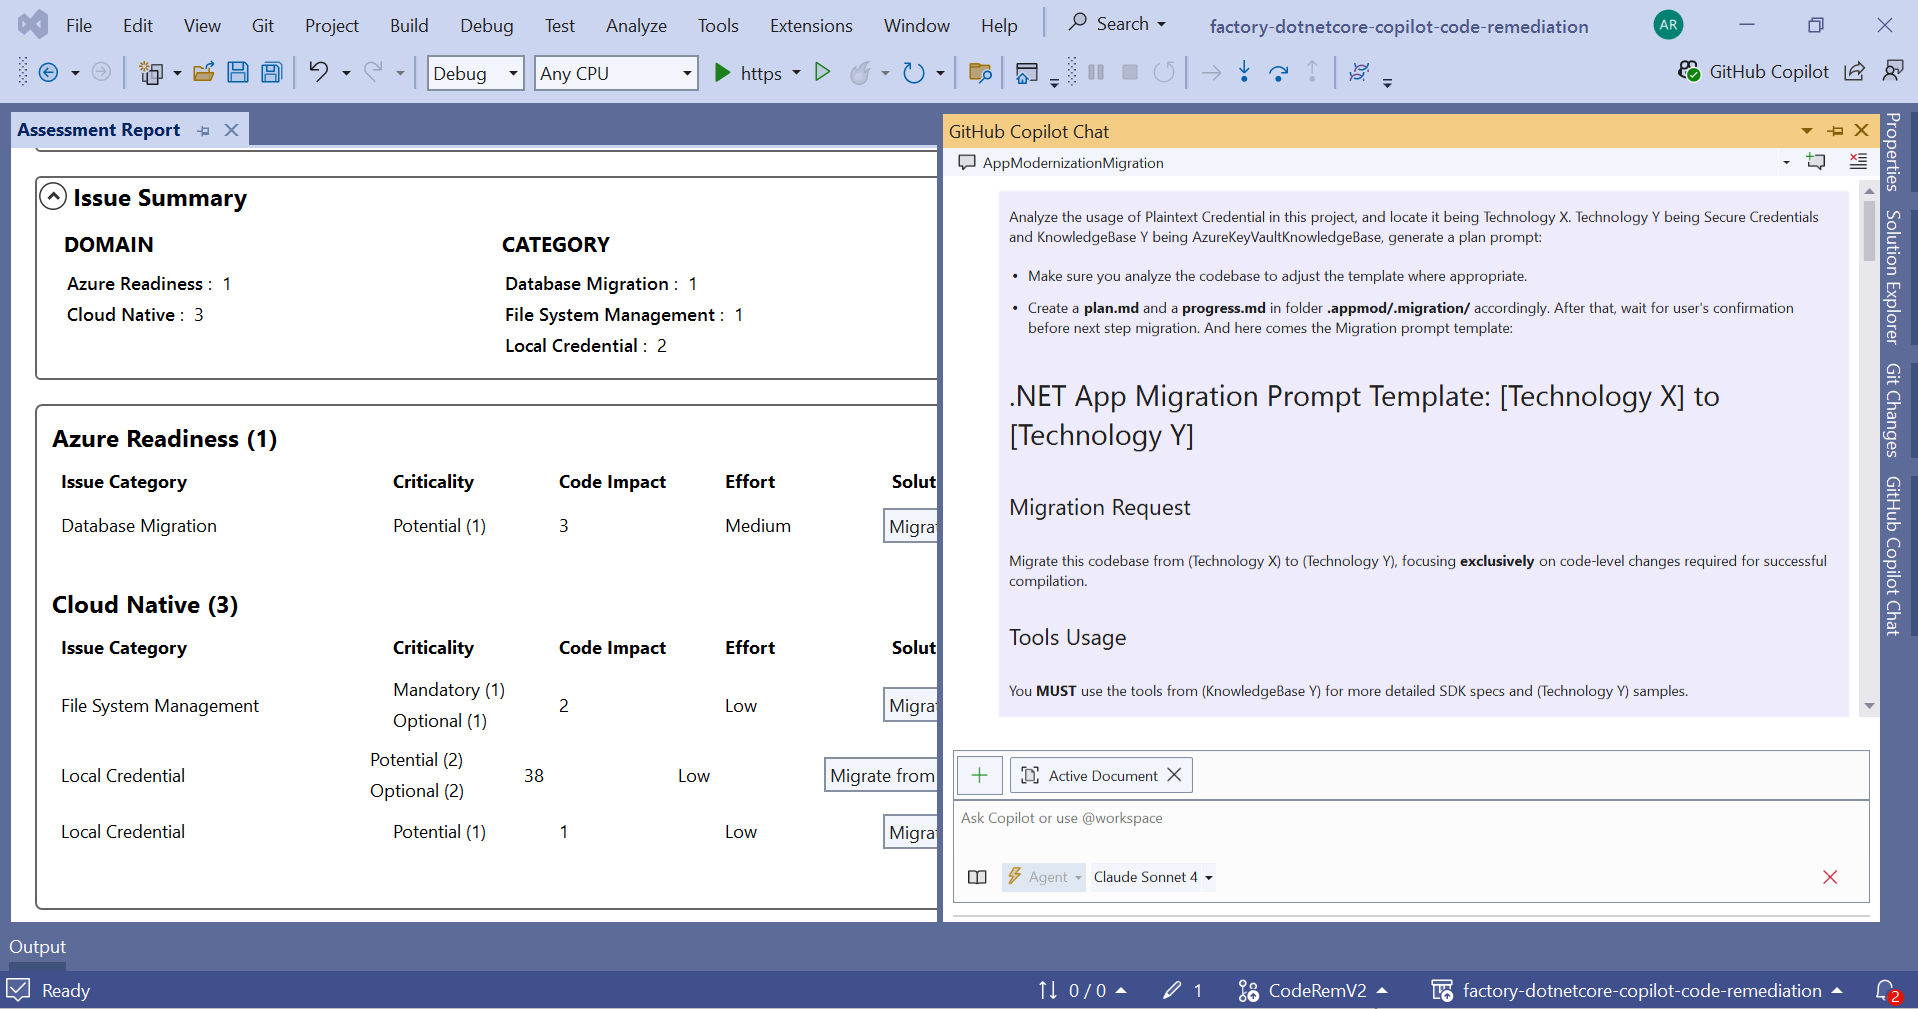 File Edit View Git Project Build Debug Test Analyze Tools Extensions Window Help Search factory-dotnetcore-copilot-code-remediation AR
Debug Any CPU https GitHub Copilot
Assessment Report
Issue Summary
DOMAIN CATEGORY
Azure Readiness : 1 Database Migration : 1
Cloud Native : 3 File System Management : 1
Local Credential : 2
Azure Readiness (1)
Issue Category Criticality Code Impact Effort Solut
Database Migration Potential (1) 3 Medium Migrat
Cloud Native (3)
Issue Category Criticality Code Impact Effort Solut
File System Management Mandatory (1) 2 Low Migra
Optional (1)
Local Credential Potential (2) 38 Low Migrate from
Optional (2)
Local Credential Potential (1) 1 Low Migra
GitHub Copilot Chat
AppModernizationMigration
Analyze the usage of Plaintext Credential in this project, and locate it being Technology X. Technology Y being Secure Credentials
and KnowledgeBase Y being AzureKeyVaultKnowledgeBase, generate a plan prompt:
• Make sure you analyze the codebase to adjust the template where appropriate.
• Create a plan.md and a progress.md in folder .appmod/.migration/ accordingly. After that, wait for user's confirmation
before next step migration. And here comes the Migration prompt template:
.NET App Migration Prompt Template: [Technology X] to
[Technology Y]
Migration Request
Migrate this codebase from (Technology X) to (Technology Y), focusing exclusively on code-level changes required for successful
compilation.
Tools Usage
You MUST use the tools from (KnowledgeBase Y) for more detailed SDK specs and (Technology Y) samples.
Active Document
Ask Copilot or use @workspace
Agent Claude Sonnet 4
Properties
Solution Explorer
Git Changes
GitHub Copilot Chat
Output
Ready 0 / 0 1 CodeRemV2 factory-dotnetcore-copilot-code-remediation 2